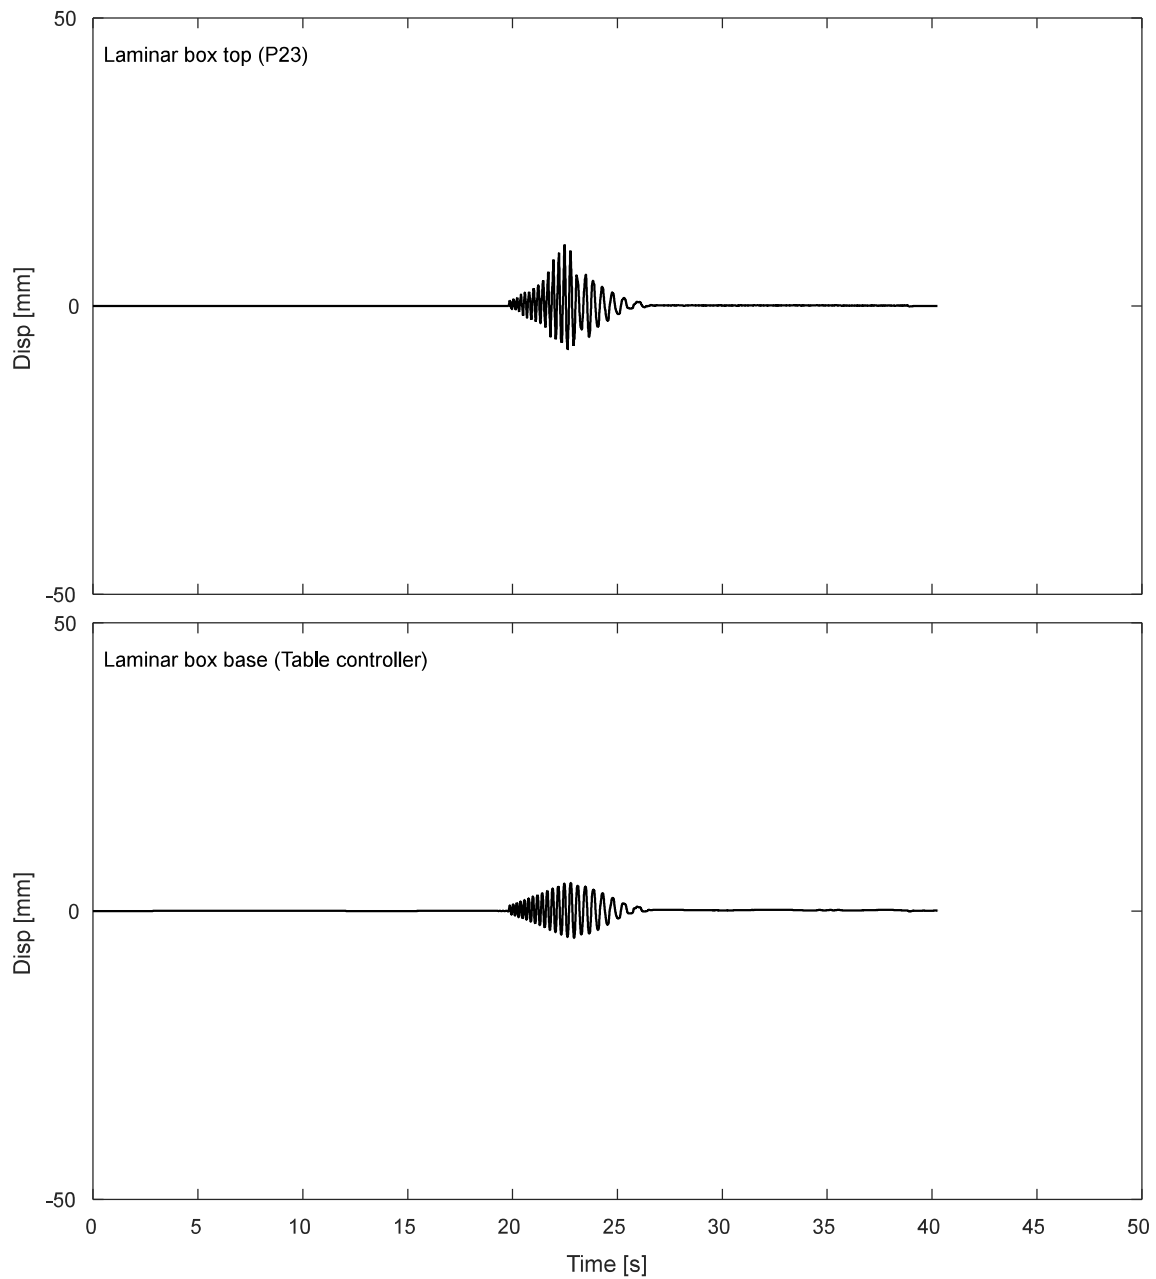 50
Laminar box top (P23)
0
Disp [mm]
-50
50
Laminar box base (Table controller)
0
Disp [mm]
-50
0 5 10 15 20 25 30 35 40 45 50
Time [s]